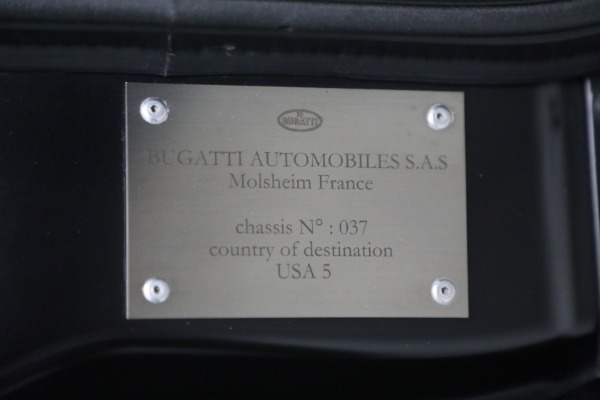 BUGATTI
BUGATTI AUTOMOBILES S.A.S
Molsheim France
chassis N° : 037
country of destination
USA 5